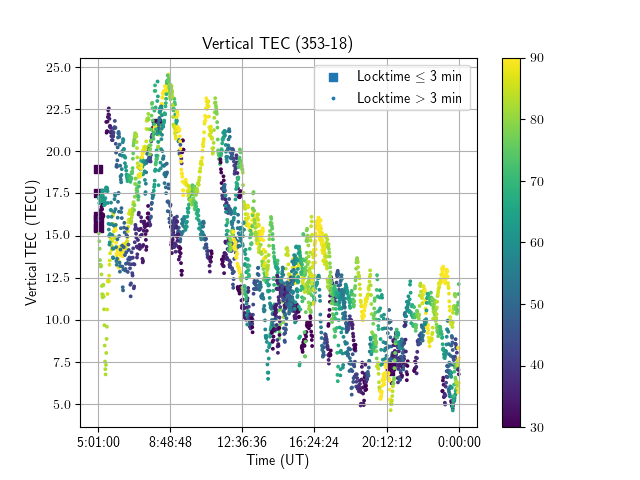 Vertical TEC (353-18)
Locktime ≤ 3 min
Locktime > 3 min
Vertical TEC (TECU)
25.0
22.5
20.0
17.5
15.0
12.5
10.0
7.5
5.0
5:01:00 8:48:48 12:36:36 16:24:24 20:12:12 0:00:00
Time (UT)
90
80
70
60
50
40
30